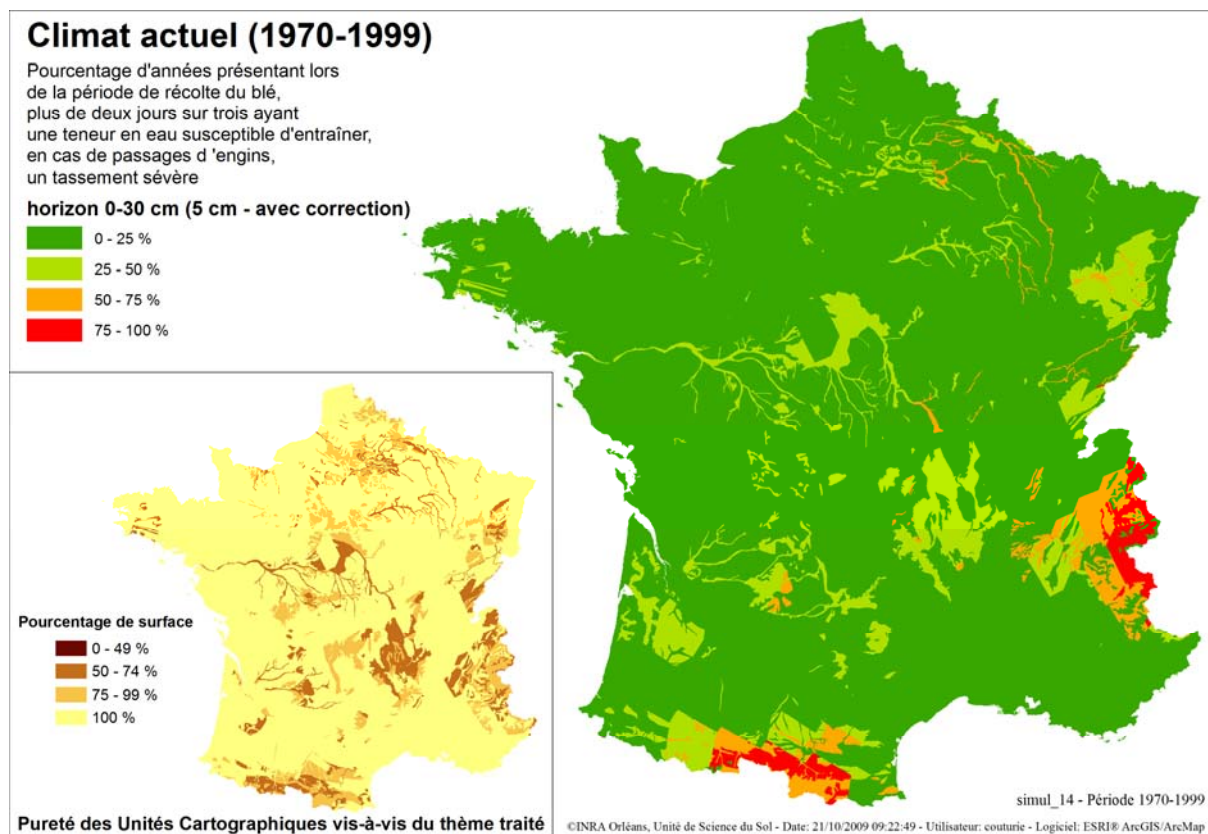 Climat actuel (1970-1999)
Pourcentage d'années présentant lors
de la période de récolte du blé,
plus de deux jours sur trois ayant
une teneur en eau susceptible d'entraîner,
en cas de passages d 'engins,
un tassement sévère
horizon 0-30 cm (5 cm - avec correction)
0 - 25 %
25 - 50 %
50 - 75 %
75 - 100 %
Pourcentage de surface
0 - 49 %
50 - 74 %
75 - 99 %
100 %
Pureté des Unités Cartographiques vis-à-vis du thème traité
simul_14 - Période 1970-1999
©INRA Orléans, Unité de Science du Sol - Date: 21/10/2009 09:22:49 - Utilisateur: couturie - Logiciel: ESRI® ArcGIS/ArcMap